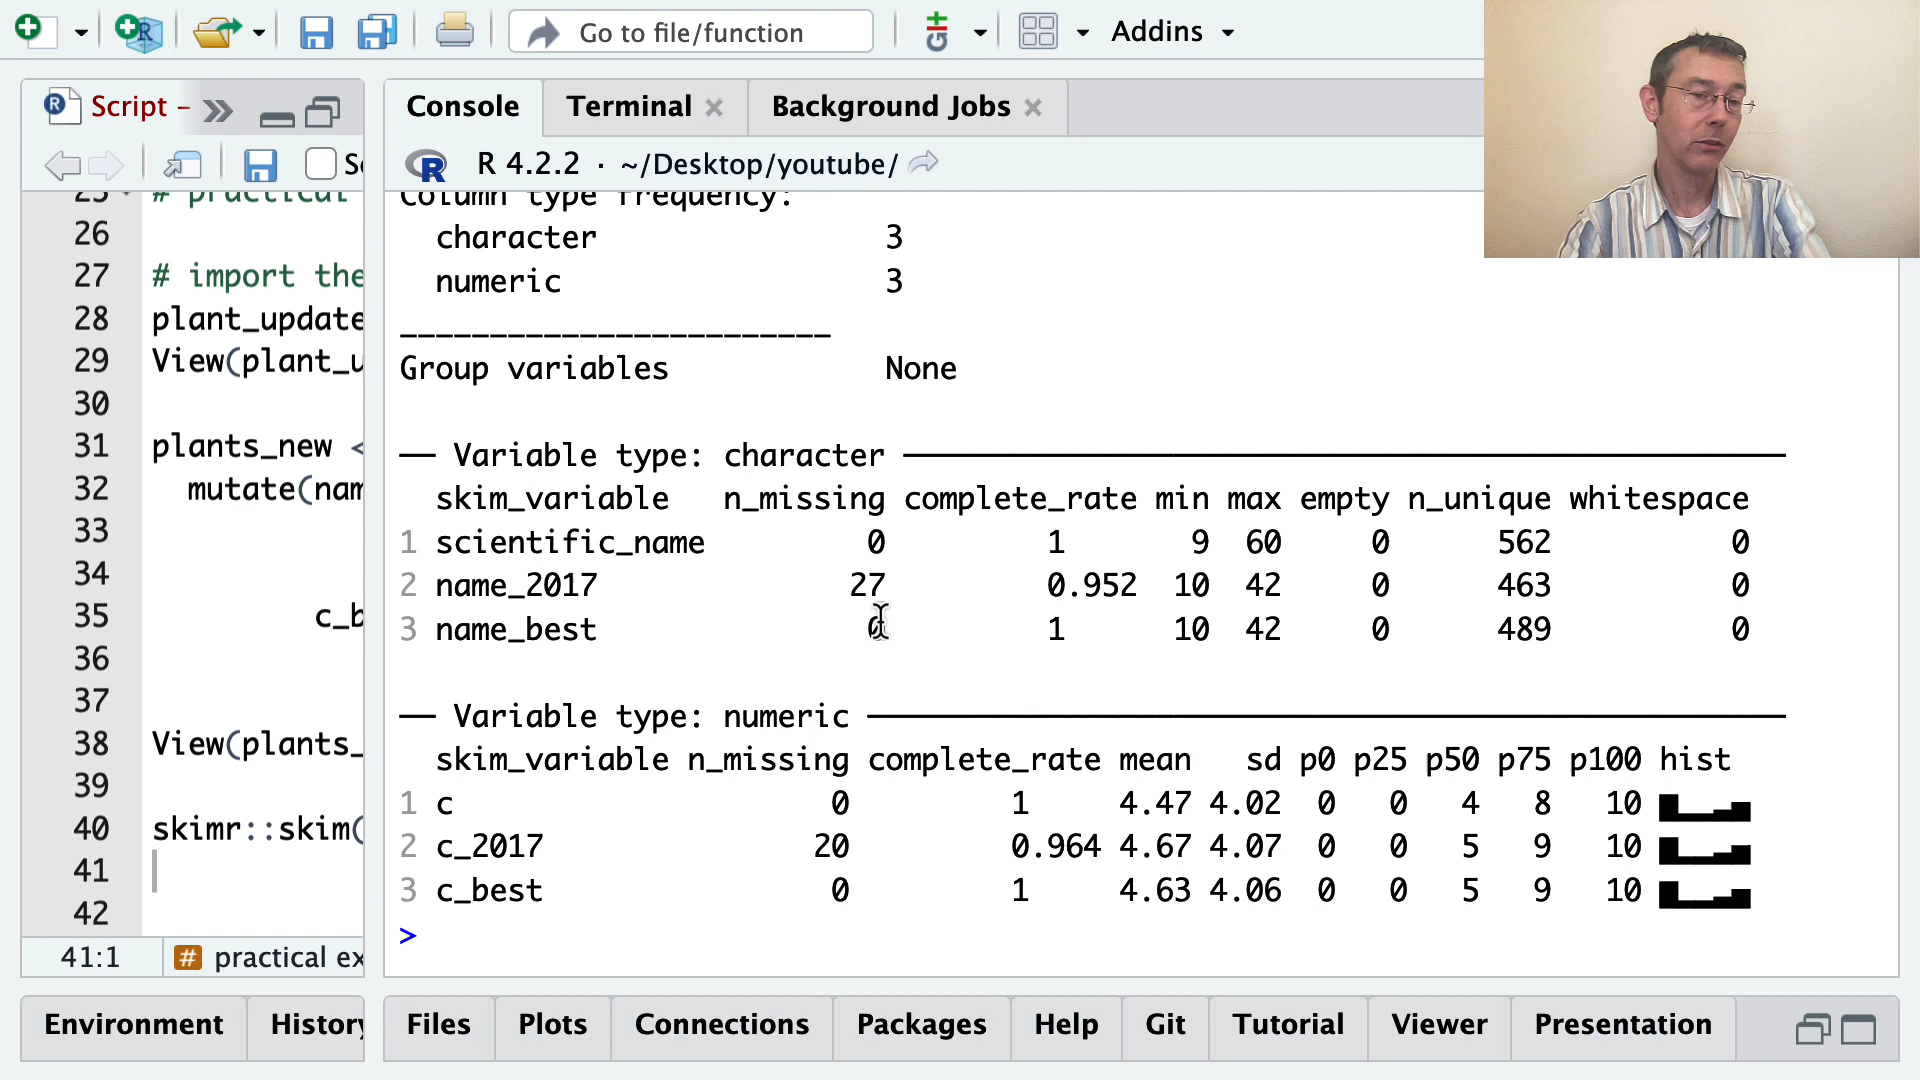 Go to file/function
Addins
Script
Console
Terminal
Background Jobs
R 4.2.2 · ~/Desktop/youtube/
25 # practical
26
27 # import the
28 plant_update
29 View(plant_u
30
31 plants_new <
32 mutate(nam
33
34
35 c_b
36
37
38 View(plants_
39
40 skimr::skim(
41
42
41:1
# practical ex
Column type frequency:
character 3
numeric 3
________________________
Group variables None
── Variable type: character ──
skim_variable n_missing complete_rate min max empty n_unique whitespace
1 scientific_name 0 1 9 60 0 562 0
2 name_2017 27 0.952 10 42 0 463 0
3 name_best 0 1 10 42 0 489 0
── Variable type: numeric ──
skim_variable n_missing complete_rate mean sd p0 p25 p50 p75 p100 hist
1 c 0 1 4.47 4.02 0 0 4 8 10
2 c_2017 20 0.964 4.67 4.07 0 0 5 9 10
3 c_best 0 1 4.63 4.06 0 0 5 9 10
>
Environment
History
Files
Plots
Connections
Packages
Help
Git
Tutorial
Viewer
Presentation